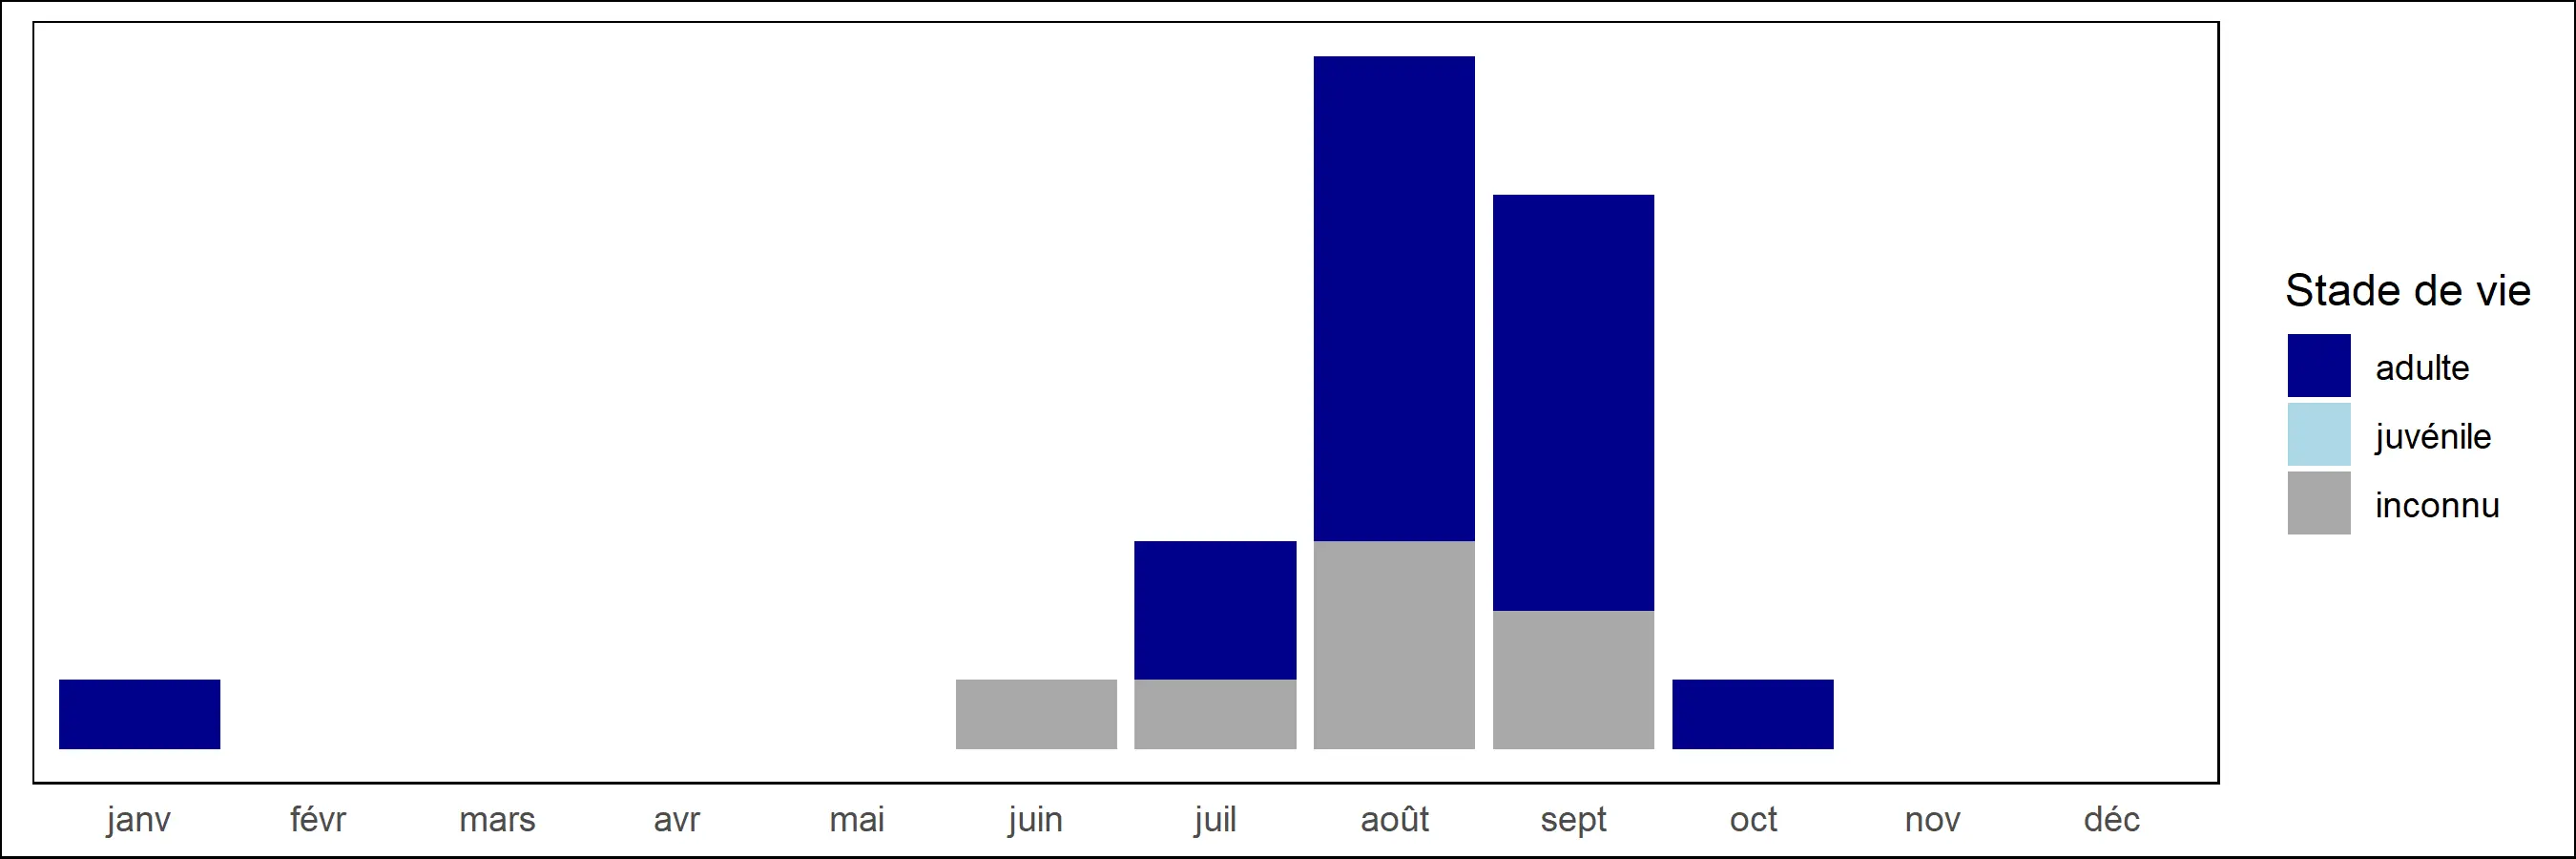 Stade de vie
adulte
juvénile
inconnu
janv févr mars avr mai juin juil août sept oct nov déc